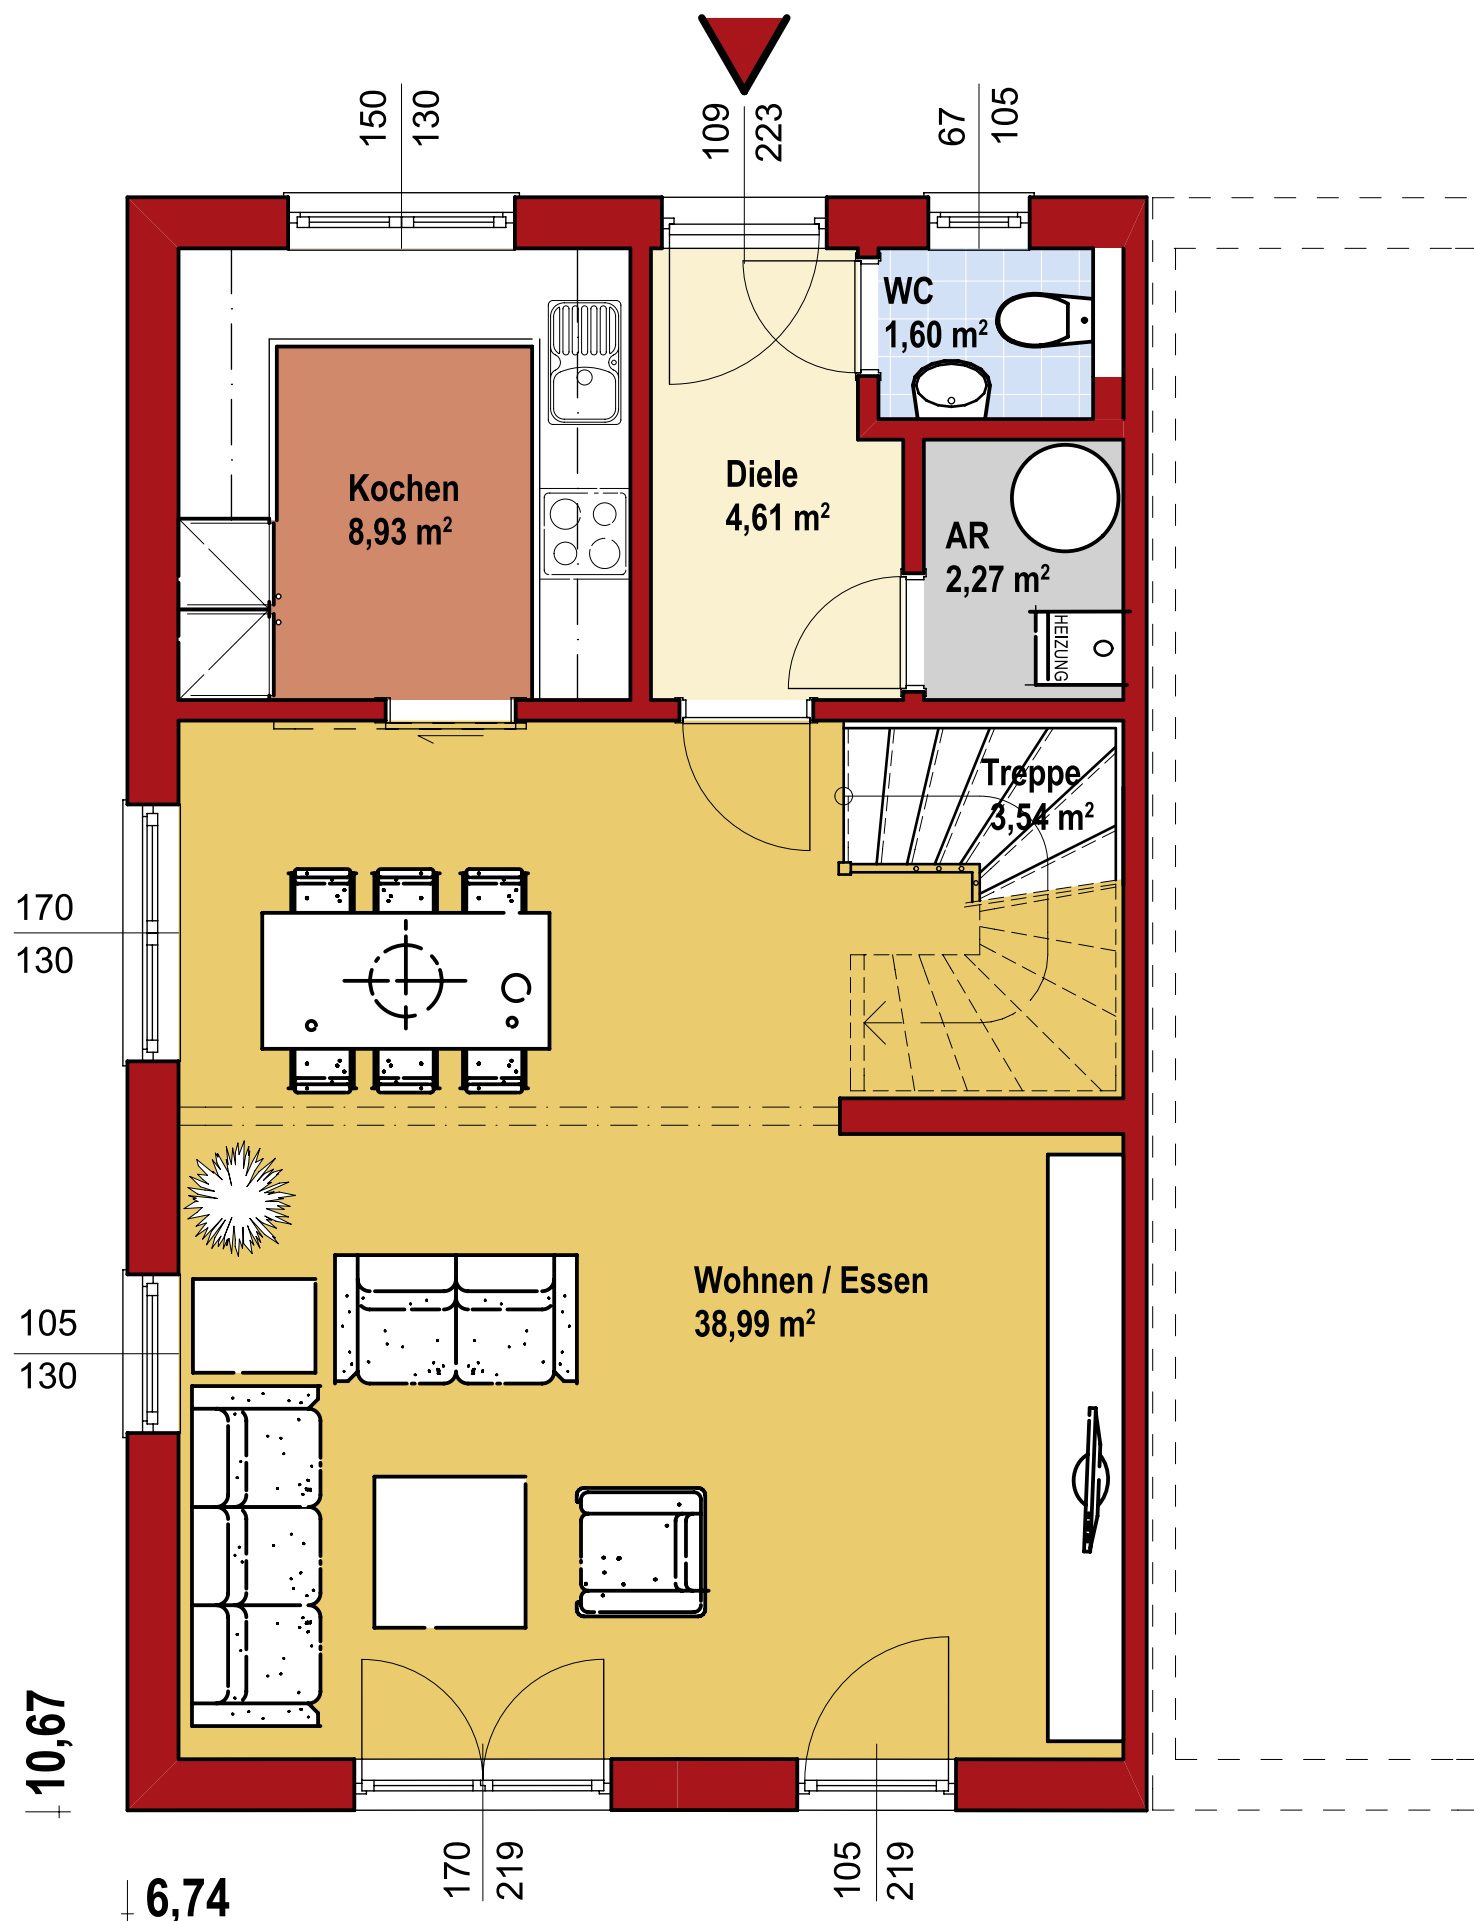 150
130
109
223
67
105
WC
1,60 m²
Kochen
8,93 m²
Diele
4,61 m²
AR
2,27 m²
HEIZUNG
Treppe
3,54 m²
170
130
Wohnen / Essen
38,99 m²
105
130
10,67
170
219
105
219
6,74